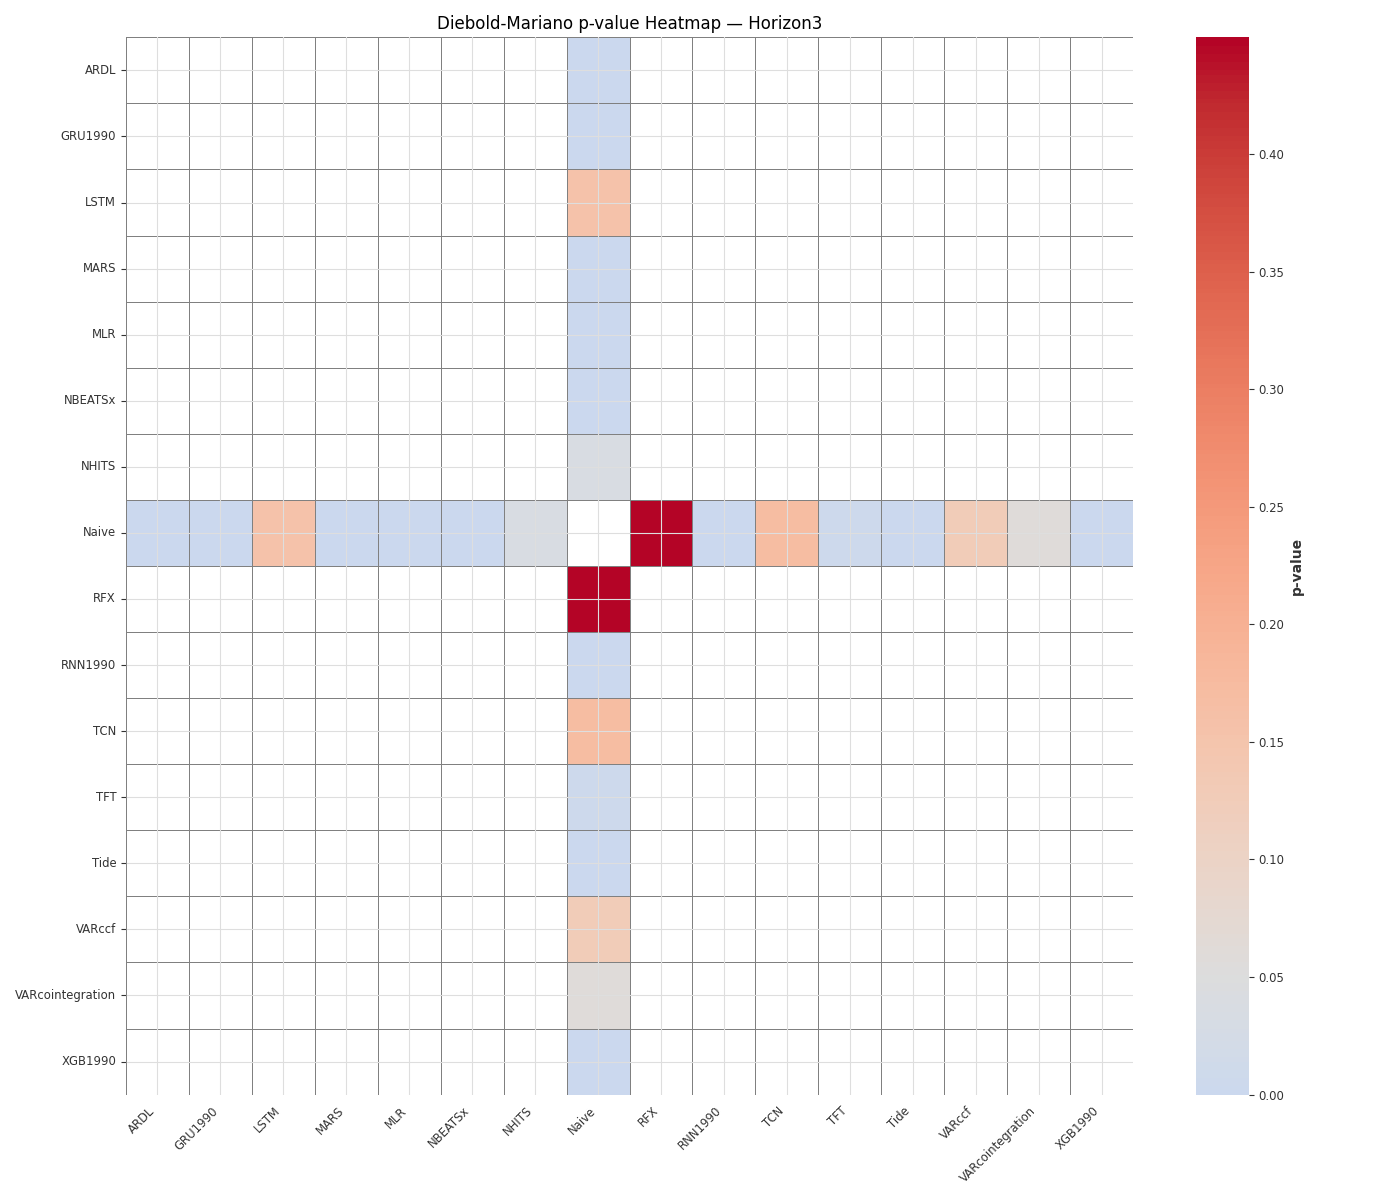 Diebold-Mariano p-value Heatmap — Horizon3
ARDL
GRU1990
LSTM
MARS
MLR
NBEATSx
NHITS
Naive
RFX
RNN1990
TCN
TFT
Tide
VARccf
VARcointegration
XGB1990
ARDL
GRU1990
LSTM
MARS
MLR
NBEATSx
NHITS
Naive
RFX
RNN1990
TCN
TFT
Tide
VARccf
VARcointegration
XGB1990
0.40
0.35
0.30
0.25
0.20
0.15
0.10
0.05
0.00
p-value